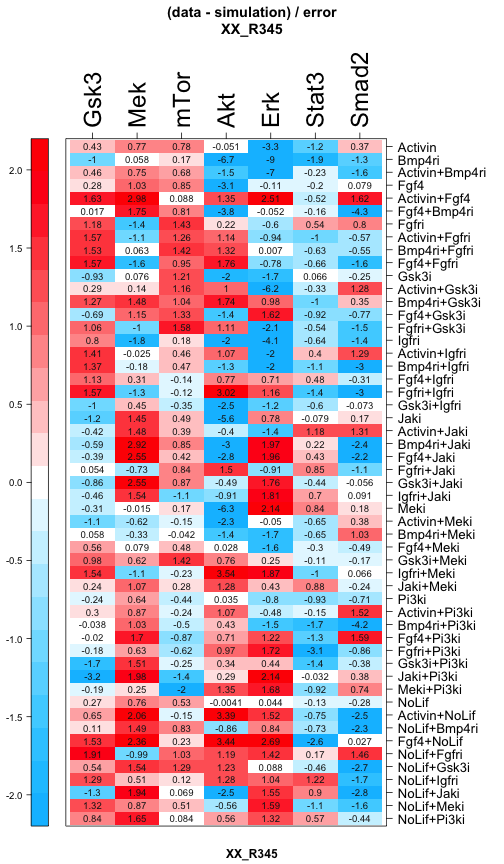 (data - simulation) / error
XX_R345
Gsk3 Mek mTor Akt Erk Stat3 Smad2
2.0
1.5
1.0
0.5
0.0
-0.5
-1.0
-1.5
-2.0
0.43 0.77 0.78 -0.051 -3.3 -1.2 0.37 Activin
-1 0.058 0.17 -6.7 -9 -1.9 -1.3 Bmp4ri
0.46 0.75 0.68 -1.5 -7 -0.23 -1.6 Activin+Bmp4ri
0.28 1.03 0.85 -3.1 -0.11 -0.2 0.079 Fgf4
1.63 2.98 0.088 1.35 2.51 -0.52 1.62 Activin+Fgf4
0.017 1.75 0.81 -3.8 -0.052 -0.16 -4.3 Fgf4+Bmp4ri
1.18 -1.4 1.43 0.22 -0.6 0.54 0.8 Fgfri
1.57 -1.1 1.26 1.14 -0.94 -1 -0.57 Activin+Fgfri
1.53 0.063 1.42 1.32 0.007 -0.63 -0.55 Bmp4ri+Fgfri
1.57 -1.6 0.95 1.76 -0.78 -0.66 -1.6 Fgf4+Fgfri
-0.93 0.076 1.21 -2 -1.7 0.066 -0.25 Gsk3i
0.29 0.14 1.16 1 -6.2 -0.33 1.28 Activin+Gsk3i
1.27 1.48 1.04 1.74 0.98 -1 0.35 Bmp4ri+Gsk3i
-0.69 1.15 1.33 -1.4 1.62 -0.92 -0.77 Fgf4+Gsk3i
1.06 -1 1.58 1.11 -2.1 -0.54 -1.5 Fgfri+Gsk3i
0.8 -1.8 0.18 -2 -4.1 -0.64 -1.4 Igfri
1.41 -0.025 0.46 1.07 -2 0.4 1.29 Activin+Igfri
1.37 -0.18 0.47 -1.3 -2 -1.1 -3 Bmp4ri+Igfri
1.13 0.31 -0.14 0.77 0.71 0.48 -0.31 Fgf4+Igfri
1.57 -1.3 -0.12 3.02 1.16 -1.4 -3 Fgfri+Igfri
-1 0.45 -0.35 -2.5 -1.2 -0.6 -0.073 Gsk3i+Igfri
-1.2 1.45 0.49 -5.6 0.78 -0.079 0.17 Jaki
-0.42 1.48 0.39 -0.4 -1.4 1.18 1.31 Activin+Jaki
-0.59 2.92 0.85 -3 1.97 0.22 -2.4 Bmp4ri+Jaki
-0.39 2.55 0.42 -2.8 1.96 0.43 -2.2 Fgf4+Jaki
0.054 -0.73 0.84 1.5 -0.91 0.85 -1.1 Fgfri+Jaki
-0.86 2.55 0.87 -0.49 1.76 -0.44 -0.056 Gsk3i+Jaki
-0.46 1.54 -1.1 -0.91 1.81 0.7 0.091 Igfri+Jaki
-0.31 -0.015 0.17 -6.3 2.14 0.84 0.18 Meki
-1.1 -0.62 -0.15 -2.3 -0.05 -0.65 0.38 Activin+Meki
0.058 -0.33 -0.042 -1.4 -1.7 -0.65 1.03 Bmp4ri+Meki
0.56 0.079 0.48 0.028 -1.6 -0.3 -0.49 Fgf4+Meki
0.98 0.62 1.42 0.76 0.25 -0.11 -0.17 Gsk3i+Meki
1.54 -1.1 -0.23 3.54 1.87 -1 0.066 Igfri+Meki
0.24 1.07 0.28 1.28 0.43 0.88 -0.24 Jaki+Meki
-0.24 0.64 -0.44 0.035 -0.8 -0.93 -0.71 Pi3ki
0.3 0.87 -0.24 1.07 -0.48 -0.15 1.52 Activin+Pi3ki
-0.038 1.03 -0.5 0.43 -1.5 -1.7 -4.2 Bmp4ri+Pi3ki
-0.02 1.7 -0.87 0.71 1.22 -1.3 1.59 Fgf4+Pi3ki
-0.18 0.63 -0.62 0.97 1.72 -3.1 -0.86 Fgfri+Pi3ki
-1.7 1.51 -0.23 0.34 0.44 -1.4 -0.38 Gsk3i+Pi3ki
-3.2 1.98 -1.4 0.29 2.14 -0.032 0.38 Jaki+Pi3ki
-0.19 0.25 -2 1.35 1.68 -0.92 0.74 Meki+Pi3ki
0.27 0.76 0.53 -0.0041 0.044 -0.13 -0.28 NoLif
0.65 2.06 -0.15 3.39 1.52 -0.75 -2.5 Activin+NoLif
0.11 1.49 0.83 -0.86 0.84 -0.73 -2.3 NoLif+Bmp4ri
1.53 2.36 0.23 3.44 2.69 -2.6 0.027 Fgf4+NoLif
1.91 -0.99 1.03 1.19 1.42 0.17 1.46 NoLif+Fgfri
0.54 1.54 1.29 1.23 0.088 -0.46 -2.7 NoLif+Gsk3i
1.29 0.51 0.12 1.28 1.04 1.22 -1.7 NoLif+Igfri
-1.3 1.94 0.069 -2.5 1.55 0.9 -2.8 NoLif+Jaki
1.32 0.87 0.51 -0.56 1.59 -1.1 -1.6 NoLif+Meki
0.84 1.65 0.084 0.56 1.32 0.57 -0.44 NoLif+Pi3ki
XX_R345